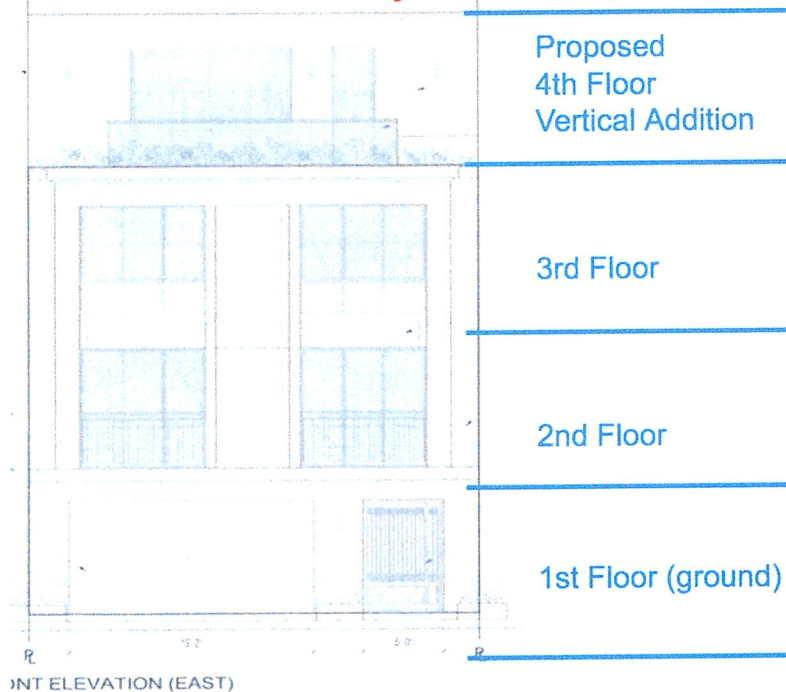 Proposed
4th Floor
Vertical Addition
3rd Floor
2nd Floor
1st Floor (ground)
ONT ELEVATION (EAST)